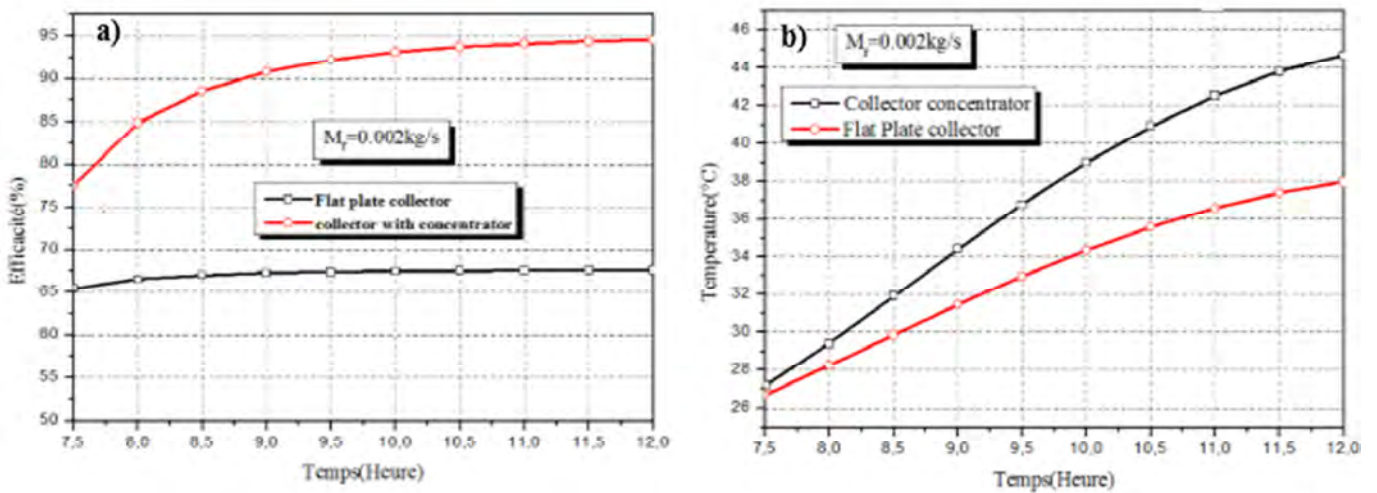 a)
95
90
85
80
75
70
65
60
55
50
Efficacité(%)
M_f=0.002kg/s
Flat plate collector
collector with concentrator
7,5 8,0 8,5 9,0 9,5 10,0 10,5 11,0 11,5 12,0
Temps(Heure)
b)
46
44
42
40
38
36
34
32
30
28
26
Temperature(°C)
M_f=0.002kg/s
Collector concentrator
Flat Plate collector
7,5 8,0 8,5 9,0 9,5 10,0 10,5 11,0 11,5 12,0
Temps(Heure)